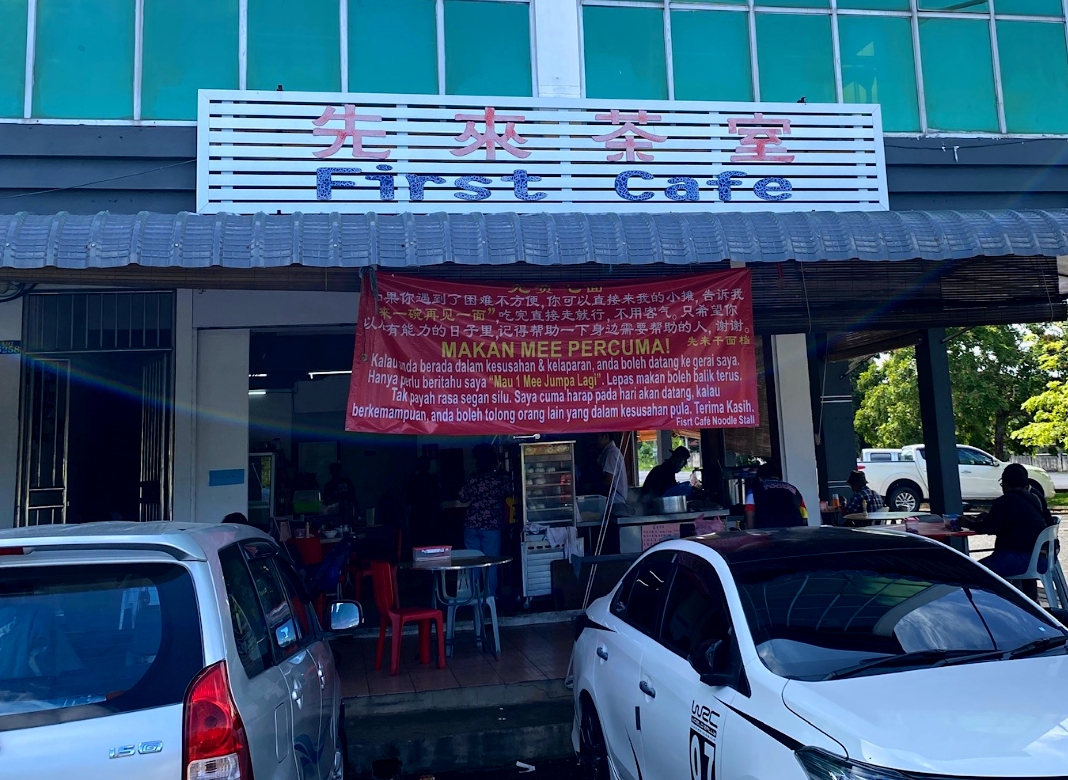 先來茶室
First Cafe
如果你遇到了困难不方便,你可以直接来我的小摊,告诉我
"来一碗再见一面"吃完直接走就行,不用客气。只希望你
以后有能力的日子里,记得帮助一下身边需要帮助的人,谢谢。
先来干面档
MAKAN MEE PERCUMA!
Kalau anda berada dalam kesusahan & kelaparan, anda boleh datang ke gerai saya.
Hanya perlu beritahu saya "Mau 1 Mee Jumpa Lagi". Lepas makan boleh balik terus.
Tak payah rasa segan silu. Saya cuma harap pada hari akan datang, kalau
berkemampuan, anda boleh tolong orang lain yang dalam kesusahan pula. Terima Kasih.
Fisrt Café Noodle Stall
1.5G
WRC
07